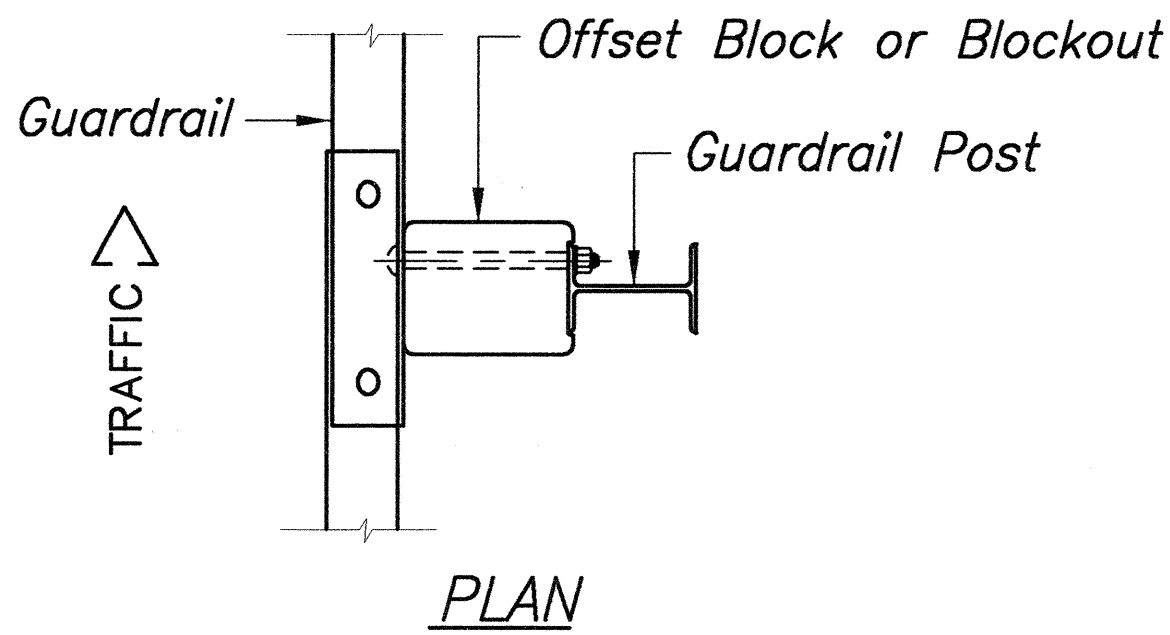 Offset Block or Blockout
Guardrail
Guardrail Post
TRAFFIC
PLAN